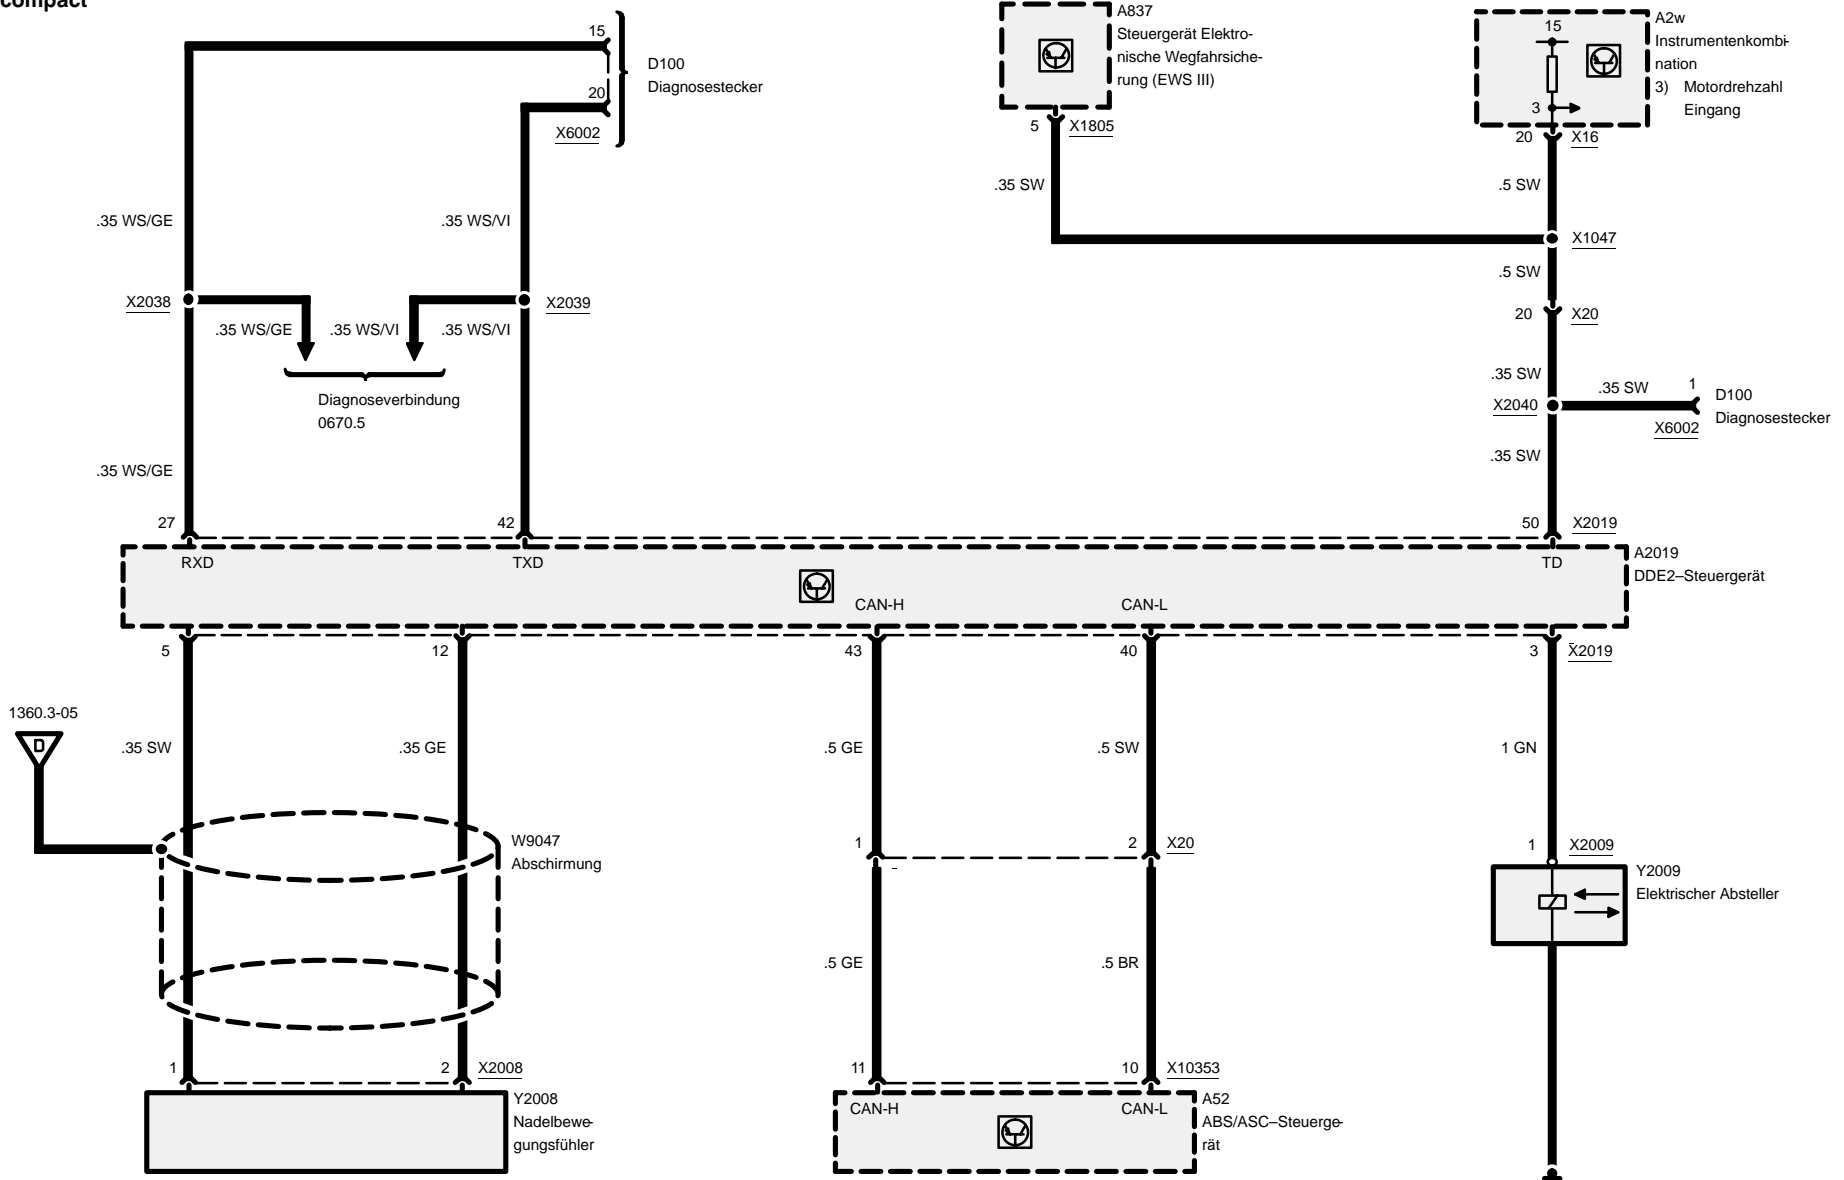 compact
15
D100
Diagnosestecker
20
X6002
A837
Steuergerät Elektro-
nische Wegfahrsiche-
rung (EWS III)
5
X1805
15
3
A2w
Instrumentenkombi-
nation
3) Motordrehzahl
Eingang
20
X16
.35 SW
.5 SW
.35 WS/GE
.35 WS/VI
X1047
.5 SW
X2038
X2039
.35 WS/GE
.35 WS/VI
.35 WS/VI
20
X20
Diagnoseverbindung
0670.5
.35 SW
.35 SW
1
D100
Diagnosestecker
X2040
X6002
.35 WS/GE
.35 SW
27
42
50
X2019
RXD
TXD
TD
A2019
DDE2–Steuergerät
CAN-H
CAN-L
5
12
43
40
3
X2019
1360.3-05
D
.35 SW
.35 GE
.5 GE
.5 SW
1 GN
W9047
Abschirmung
1
2
X20
1
X2009
Y2009
Elektrischer Absteller
.5 GE
.5 BR
1
2
X2008
11
10
X10353
Y2008
Nadelbewe-
gungsfühler
CAN-H
CAN-L
A52
ABS/ASC–Steuerge-
rät